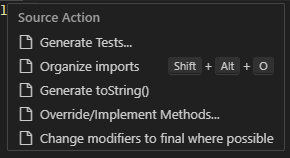 1
Source Action
Generate Tests...
Organize imports Shift + Alt + O
Generate toString()
Override/Implement Methods...
Change modifiers to final where possible